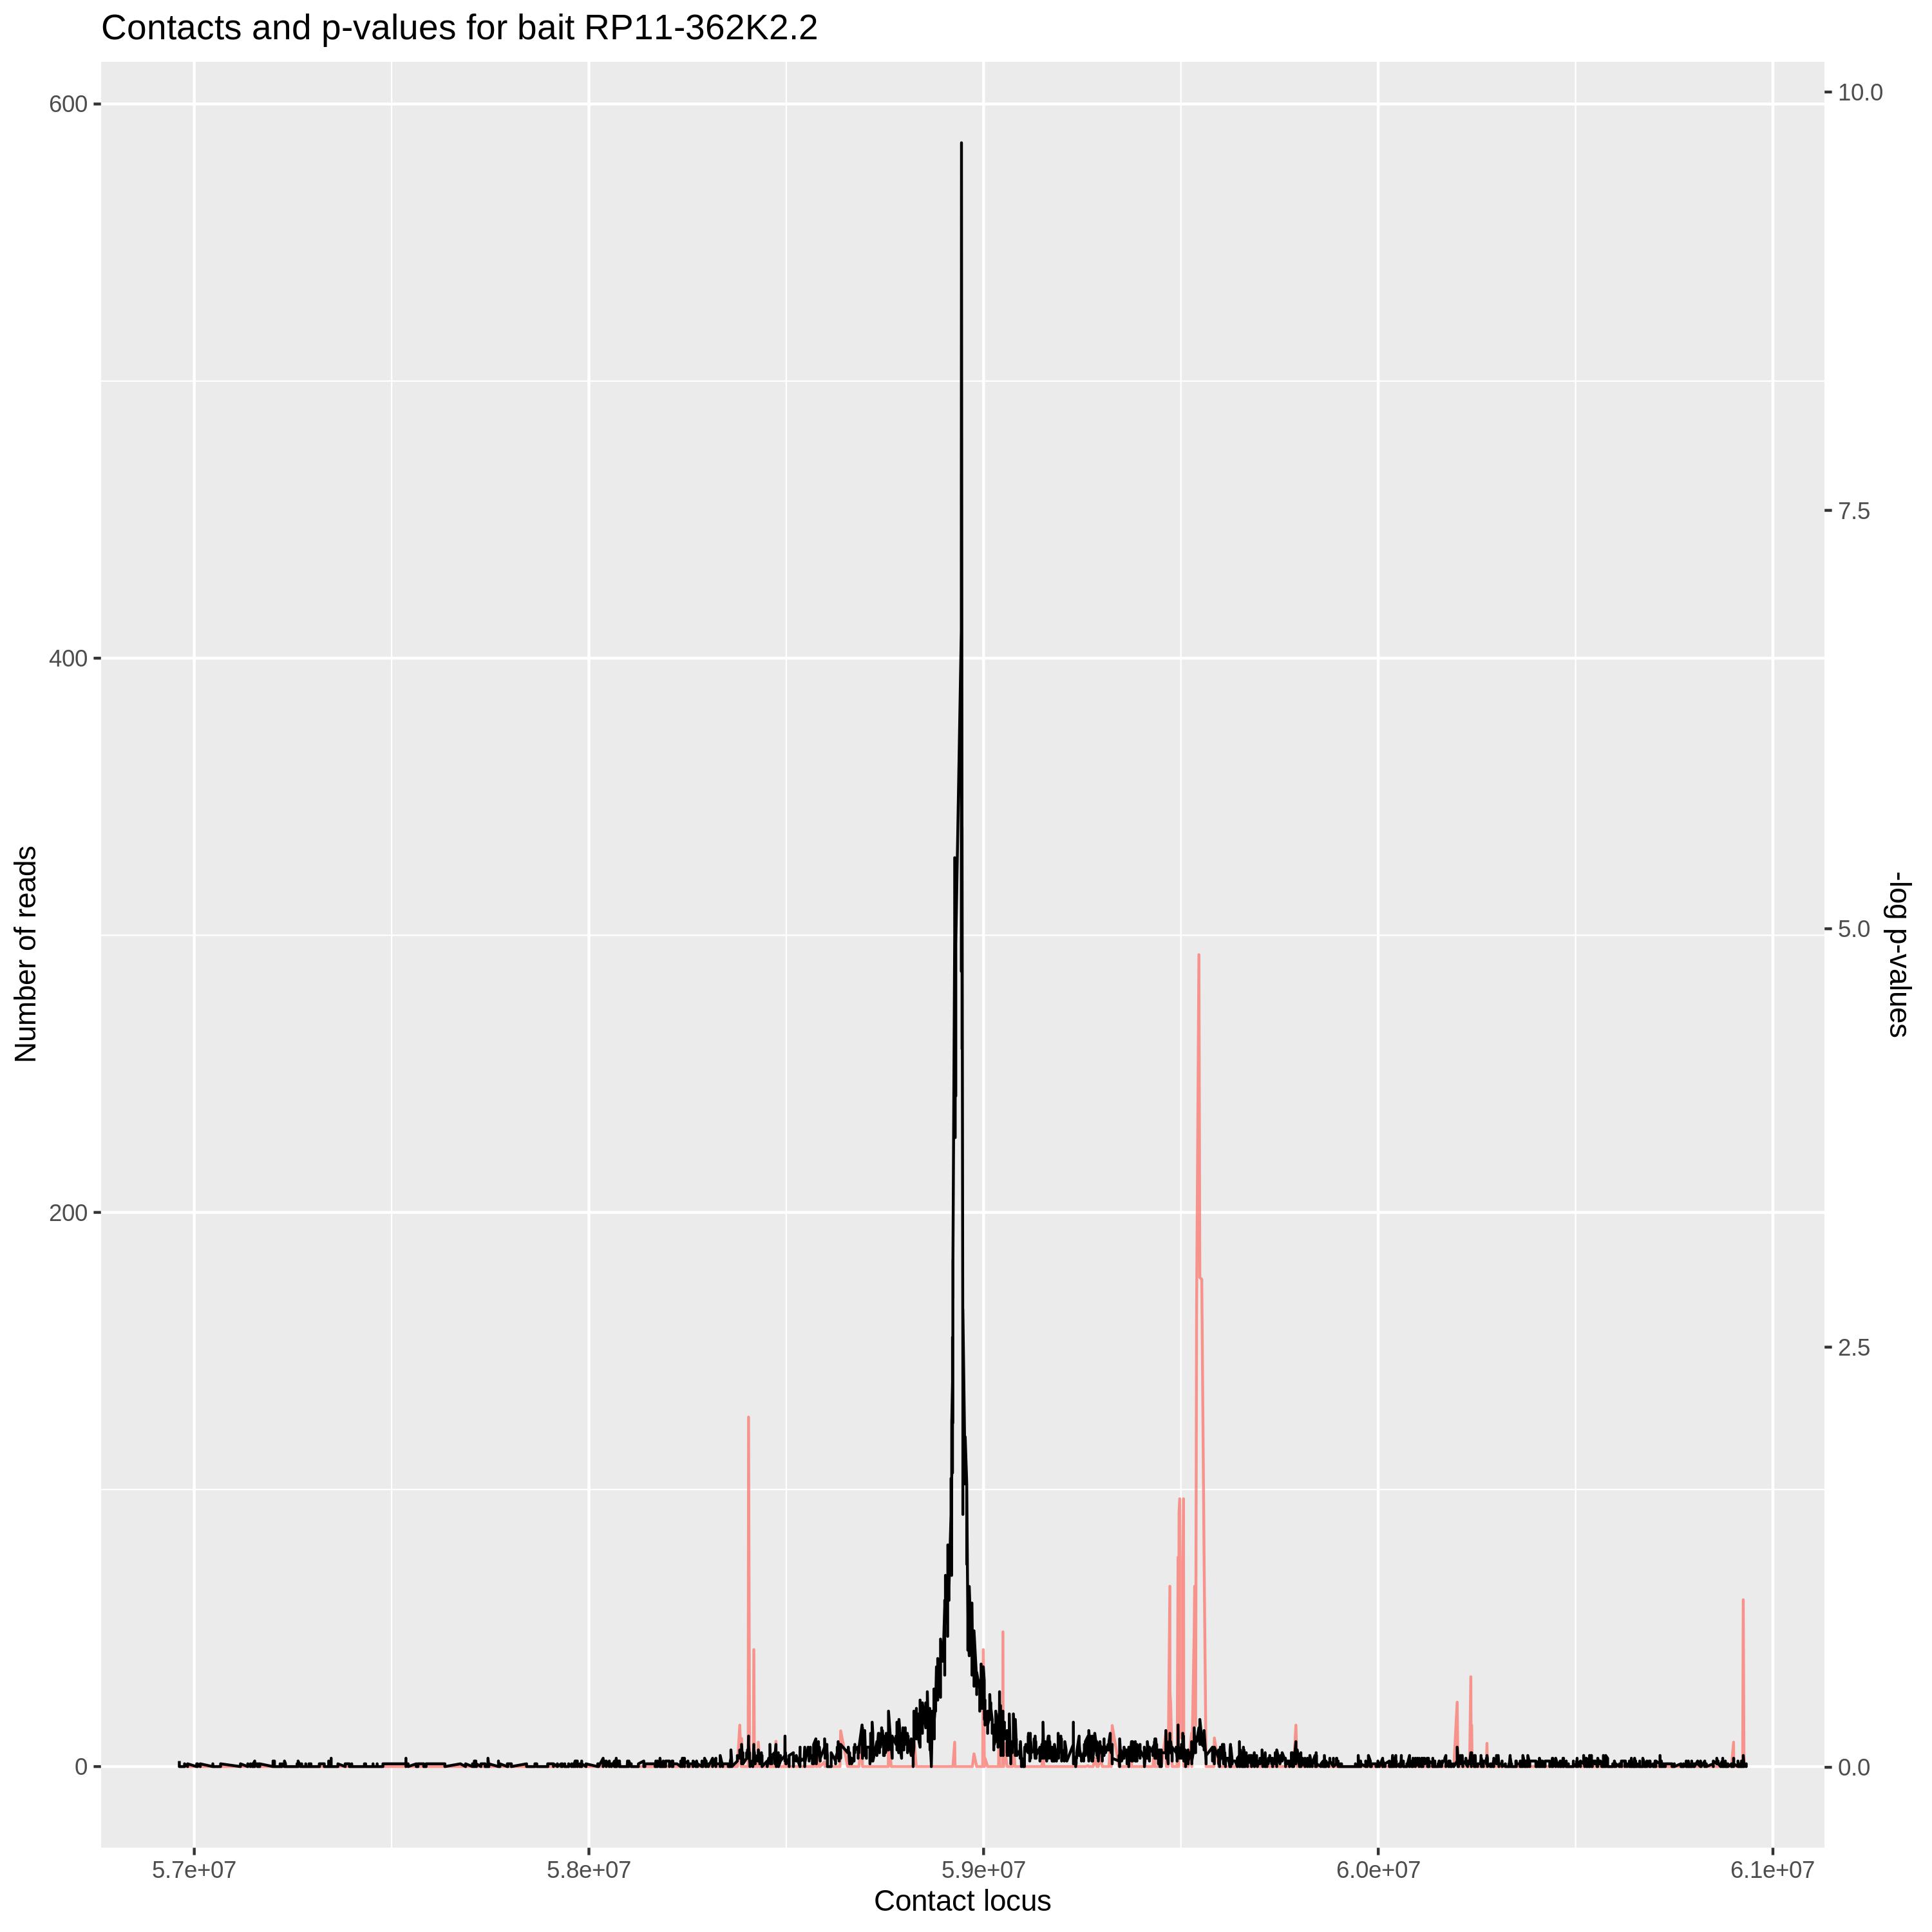 Contacts and p-values for bait RP11-362K2.2
600
400
200
0
Number of reads
10.0
7.5
5.0
2.5
0.0
-log p-values
5.7e+07 5.8e+07 5.9e+07 6.0e+07 6.1e+07
Contact locus